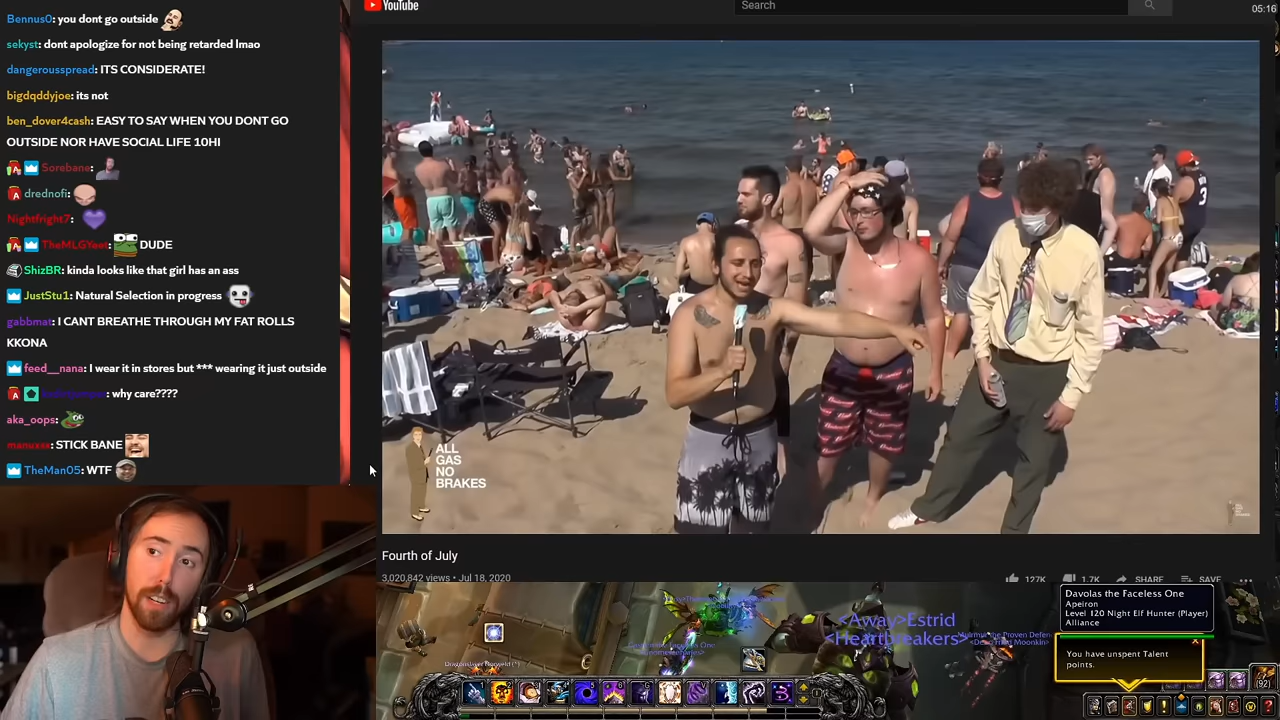 Bennus0: you dont go outside
sekyst: dont apologize for not being retarded lmao
dangerousspread: ITS CONSIDERATE!
bigdqddyjoe: its not
ben_dover4cash: EASY TO SAY WHEN YOU DONT GO
OUTSIDE NOR HAVE SOCIAL LIFE 10HI
Sorebane:
drednofi:
Nightfright7:
TheMLGYeet: DUDE
ShizBR: kinda looks like that girl has an ass
JustStu1: Natural Selection in progress
gabbmat: I CANT BREATHE THROUGH MY FAT ROLLS
KKONA
feed__nana: I wear it in stores but *** wearing it just outside
why care????
aka_oops:
manuxxx: STICK BANE
TheMan05: WTF
YouTube
Search
05:16
3
ALL
GAS
NO
BRAKES
Fourth of July
3,020,842 views • Jul 18, 2020
127K
1.7K
SHARE
SAVE
<Away>Estrid
<Heartbreakers>
Davolas the Faceless One
Apeiron
Level 120 Night Elf Hunter (Player)
Alliance
You have unspent Talent
points.
(92)